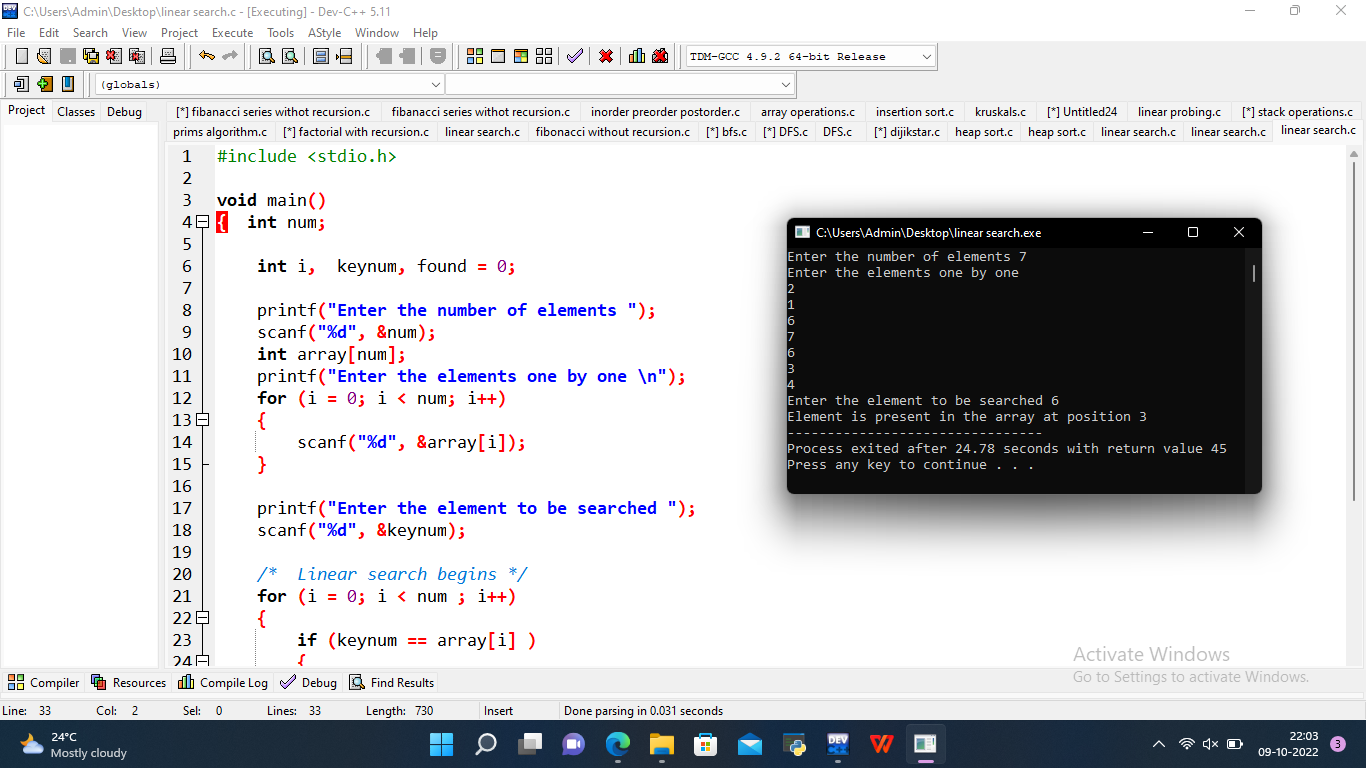 C:\Users\Admin\Desktop\linear search.c - [Executing] - Dev-C++ 5.11
File Edit Search View Project Execute Tools AStyle Window Help
TDM-GCC 4.9.2 64-bit Release
(globals)
Project Classes Debug
[*] fibanacci series withot recursion.c fibanacci series withot recursion.c inorder preorder postorder.c array operations.c insertion sort.c kruskals.c [*] Untitled24 linear probing.c [*] stack operations.c
prims algorithm.c [*] factorial with recursion.c linear search.c fibonacci without recursion.c [*] bfs.c [*] DFS.c DFS.c [*] dijikstar.c heap sort.c heap sort.c linear search.c linear search.c linear search.c
1 #include <stdio.h>
2
3 void main()
4 { int num;
5
6 int i, keynum, found = 0;
7
8 printf("Enter the number of elements ");
9 scanf("%d", &num);
10 int array[num];
11 printf("Enter the elements one by one \n");
12 for (i = 0; i < num; i++)
13 {
14 scanf("%d", &array[i]);
15 }
16
17 printf("Enter the element to be searched ");
18 scanf("%d", &keynum);
19
20 /* Linear search begins */
21 for (i = 0; i < num ; i++)
22 {
23 if (keynum == array[i] )
24 {
C:\Users\Admin\Desktop\linear search.exe
Enter the number of elements 7
Enter the elements one by one
2
1
6
7
6
3
4
Enter the element to be searched 6
Element is present in the array at position 3
--------------------------------
Process exited after 24.78 seconds with return value 45
Press any key to continue . . .
Activate Windows
Go to Settings to activate Windows.
Compiler Resources Compile Log Debug Find Results
Line: 33 Col: 2 Sel: 0 Lines: 33 Length: 730 Insert Done parsing in 0.031 seconds
24°C
Mostly cloudy
DEV
22:03
09-10-2022
3